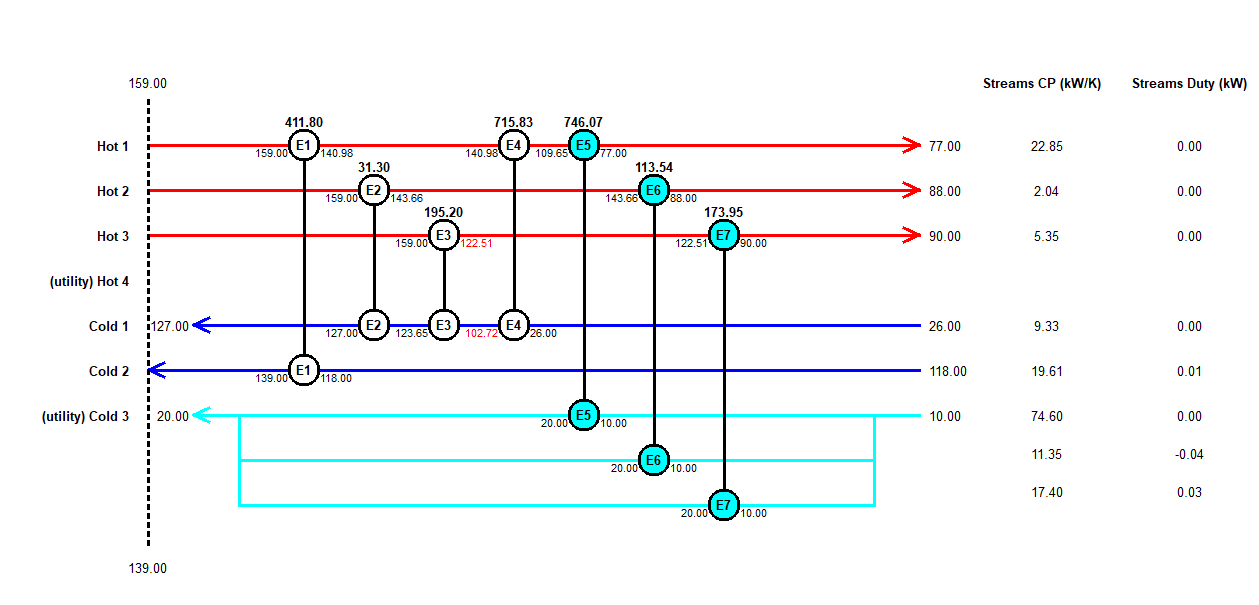 159.00 Streams CP (kW/K) Streams Duty (kW)
411.80 715.83 746.07
Hot 1 E1 E4 E5 77.00 22.85 0.00
159.00 140.98 140.98 109.65 77.00
31.30 113.54
Hot 2 E2 E6 88.00 2.04 0.00
159.00 143.66 143.66 88.00
195.20 173.95
Hot 3 E3 E7 90.00 5.35 0.00
159.00 122.51 122.51 90.00
(utility) Hot 4
Cold 1 127.00 E2 E3 E4 26.00 9.33 0.00
127.00 123.65 102.72 26.00
Cold 2 E1 118.00 19.61 0.01
139.00 118.00
(utility) Cold 3 20.00 E5 10.00 74.60 0.00
20.00 10.00
E6 11.35 -0.04
20.00 10.00
17.40 0.03
E7
20.00 10.00
139.00